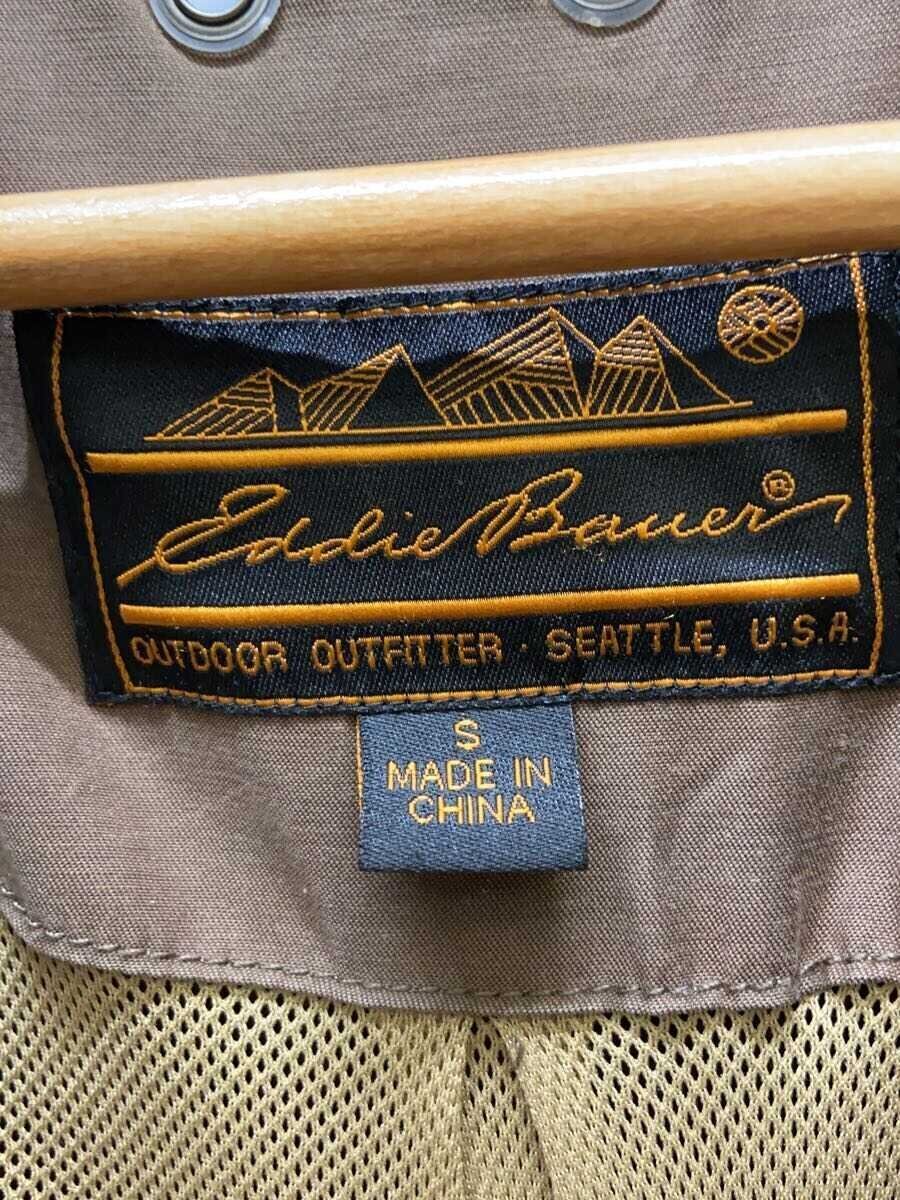 Eddie Bauer®
OUTDOOR OUTFITTER · SEATTLE, U.S.A.
S
MADE IN
CHINA